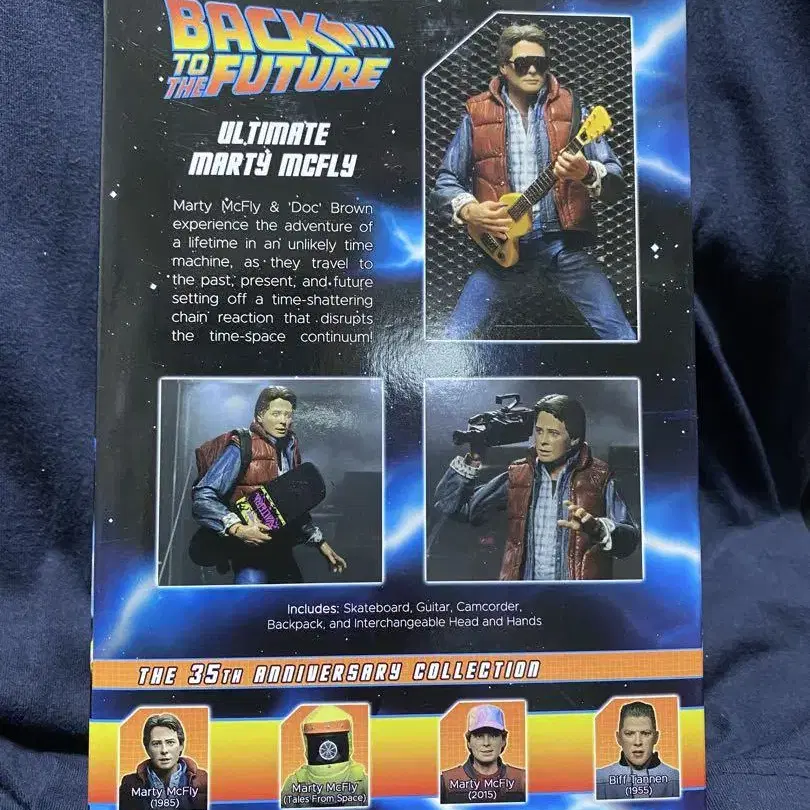 BACK
TO THE FUTURE
ULTIMATE
MARTY MCFLY
Marty McFly & 'Doc' Brown
experience the adventure of
a lifetime in an unlikely time
machine, as they travel to
the past, present, and future
setting off a time-shattering
chain reaction that disrupts
the time-space continuum!
Includes: Skateboard, Guitar, Camcorder,
Backpack, and Interchangeable Head and Hands
THE 35TH ANNIVERSARY COLLECTION
Marty McFly
(1985)
Marty McFly
(Tales From Space)
Marty McFly
(2015)
Biff Tannen
(1955)